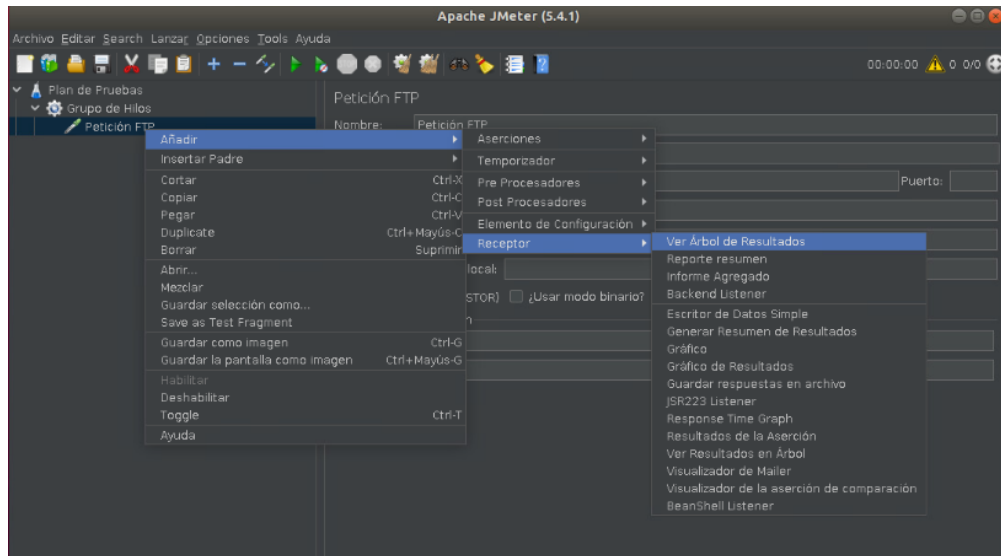 Apache JMeter (5.4.1)
Archivo Editar Search Lanzar Opciones Tools Ayuda
00:00:00 0 0/0
Plan de Pruebas
Grupo de Hilos
Petición FTP
Petición FTP
Nombre: Petición FTP
Puerto:
local:
STOR) ¿Usar modo binario?
Añadir
Insertar Padre
Cortar Ctrl-X
Copiar Ctrl-C
Pegar Ctrl-V
Duplicate Ctrl+Mayús-C
Borrar Suprimir
Abrir...
Mezclar
Guardar selección como...
Save as Test Fragment
Guardar como imagen Ctrl-G
Guardar la pantalla como imagen Ctrl+Mayús-G
Habilitar
Deshabilitar
Toggle Ctrl-T
Ayuda
Aserciones
Temporizador
Pre Procesadores
Post Procesadores
Elemento de Configuración
Receptor
Ver Árbol de Resultados
Reporte resumen
Informe Agregado
Backend Listener
Escritor de Datos Simple
Generar Resumen de Resultados
Gráfico
Gráfico de Resultados
Guardar respuestas en archivo
JSR223 Listener
Response Time Graph
Resultados de la Aserción
Ver Resultados en Árbol
Visualizador de Mailer
Visualizador de la aserción de comparación
BeanShell Listener